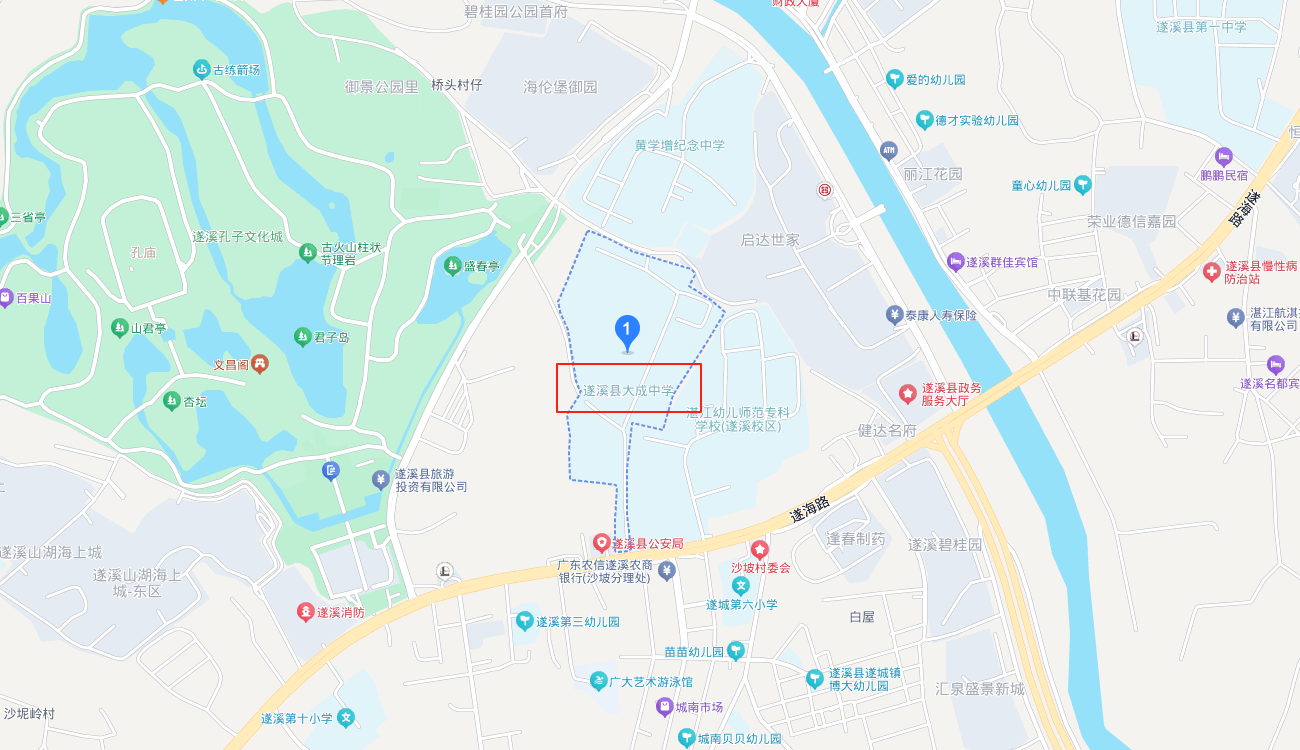 财政大厦
碧桂园公园首府
遂溪县第一中学
古练箭场
爱的幼儿园
御景公园里
桥头村仔
海伦堡御园
德才实验幼儿园
黄学增纪念中学
ATM
丽江花园
鹏鹏民宿
童心幼儿园
遂海路
三省亭
荣业德信嘉园
遂溪孔子文化城
启达世家
孔庙
古火山柱状
节理岩
盛春亭
遂溪群佳宾馆
遂溪县慢性病
防治站
百果山
中联基花园
山君亭
君子岛
1
泰康人寿保险
湛江航淇
有限公司
文昌阁
遂溪县大成中学
遂溪县政务
服务大厅
遂溪名都宾
杏坛
湛江幼儿师范专科
学校(遂溪校区)
健达名府
遂溪县旅游
投资有限公司
遂海路
遂溪山湖海上城
遂溪县公安局
逢春制药
遂溪碧桂园
遂溪山湖海上
城-东区
广东农信遂溪农商
银行(沙坡分理处)
沙坡村委会
遂城第六小学
遂溪消防
遂溪第三幼儿园
白屋
苗苗幼儿园
广大艺术游泳馆
遂溪县遂城镇
博大幼儿园
汇泉盛景新城
沙坭岭村
遂溪第十小学
城南市场
城南贝贝幼儿园